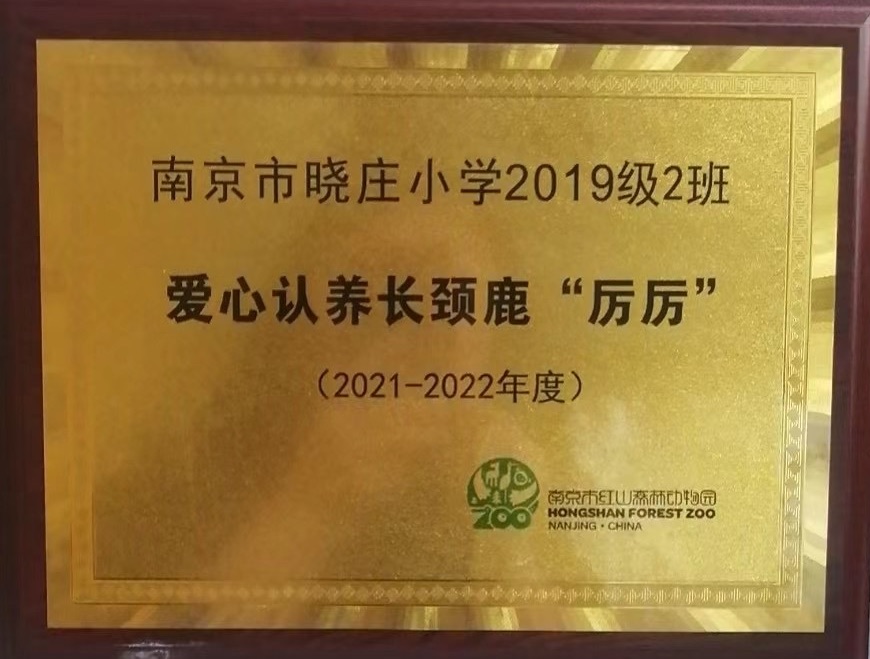 南京市晓庄小学2019级2班
爱心认养长颈鹿“厉厉”
（2021-2022年度）
ZOO
南京市红山森林动物园
HONGSHAN FOREST ZOO
NANJING·CHINA